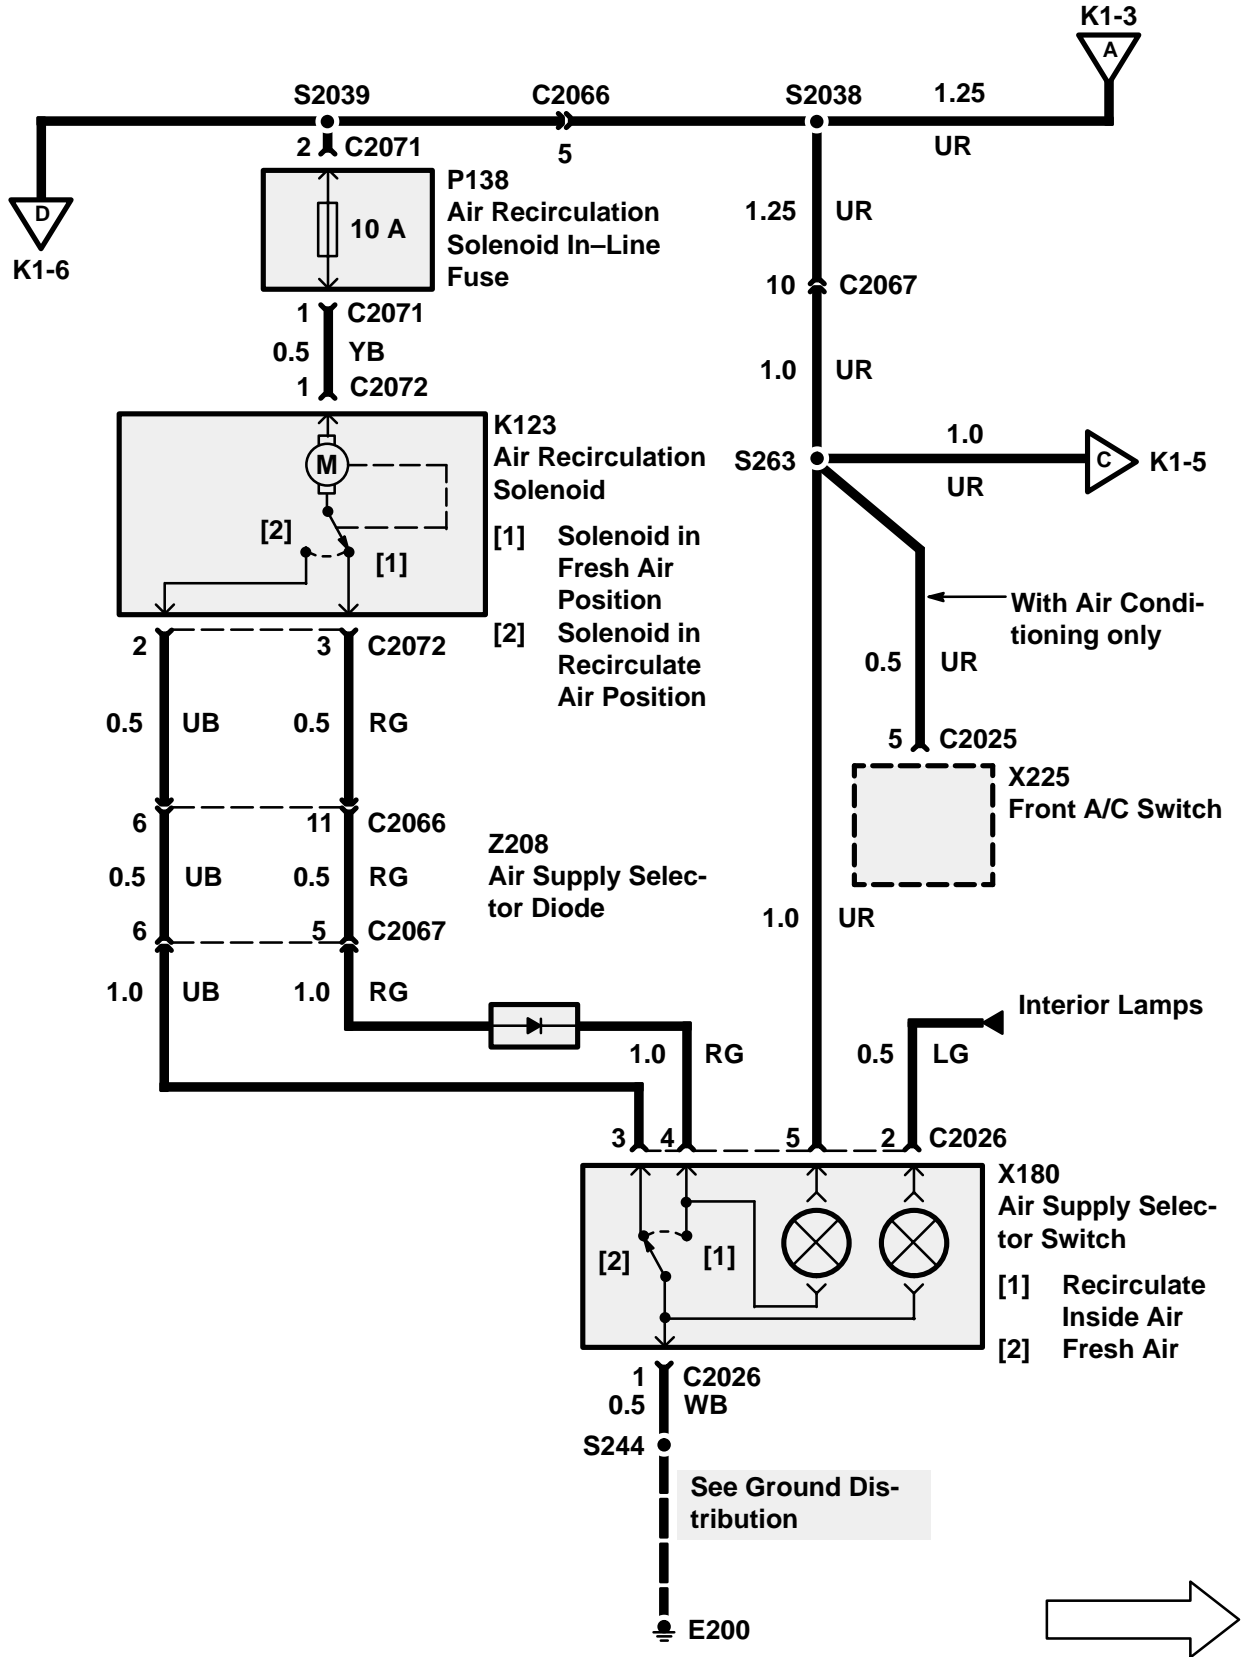 K1-3
A
S2039
C2066
S2038
1.25
2
C2071
5
UR
D
K1-6
P138
Air Recirculation
Solenoid In–Line
Fuse
10 A
1.25
UR
10
C2067
1
C2071
0.5
YB
1
C2072
1.0
UR
K123
Air Recirculation
Solenoid
M
[2]
[1]
[1] Solenoid in
Fresh Air
Position
[2] Solenoid in
Recirculate
Air Position
S263
1.0
UR
C
K1-5
With Air Condi-
tioning only
0.5
UR
5
C2025
X225
Front A/C Switch
2
3
C2072
0.5
UB
0.5
RG
6
11
C2066
0.5
UB
0.5
RG
6
5
C2067
1.0
UB
1.0
RG
Z208
Air Supply Selec-
tor Diode
1.0
UR
1.0
RG
Interior Lamps
0.5
LG
3
4
5
2
C2026
X180
Air Supply Selec-
tor Switch
[2]
[1]
[1] Recirculate
Inside Air
[2] Fresh Air
1
C2026
0.5
WB
S244
See Ground Dis-
tribution
E200